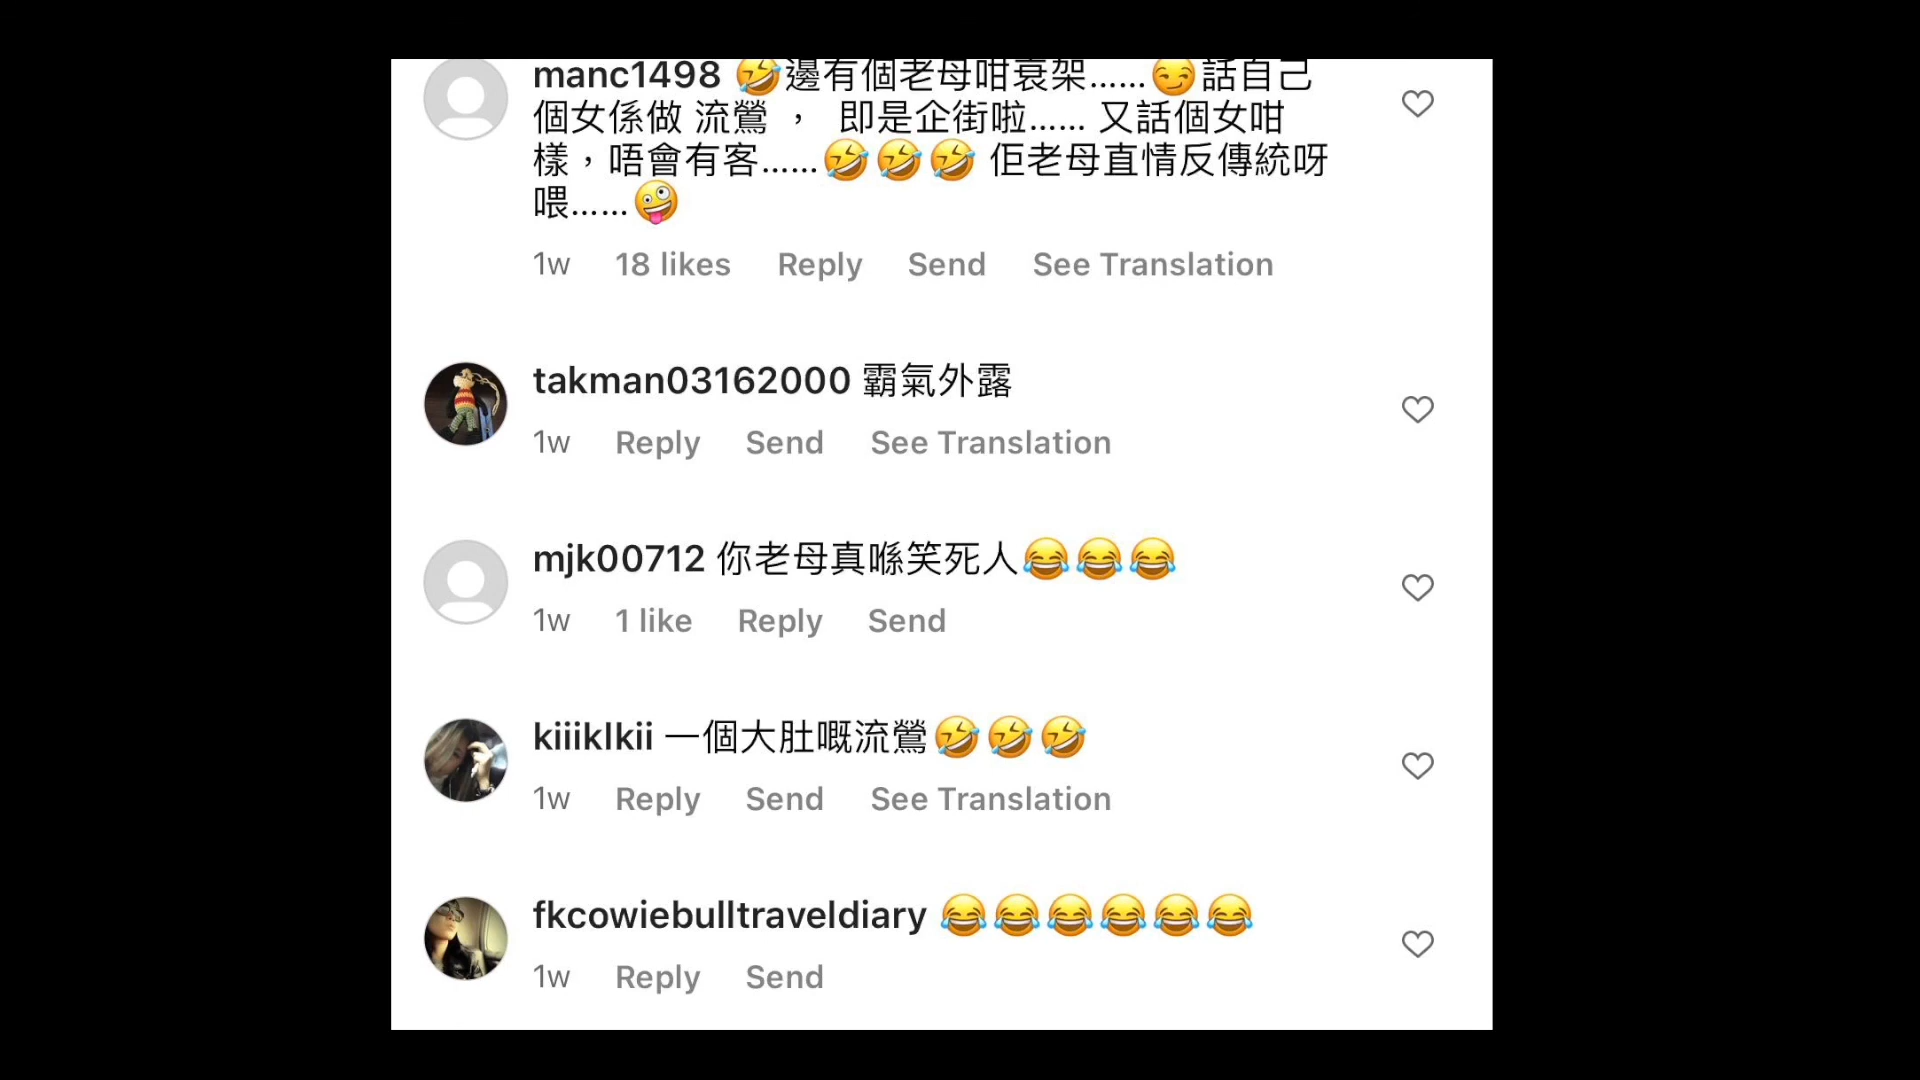 manc1498 🤣邊有個老母咁衰架……😏話自己
個女係做 流鶯 ， 即是企街啦…… 又話個女咁
樣，唔會有客……🤣🤣🤣 佢老母直情反傳統呀
喂……🤪
1w 18 likes Reply Send See Translation
takman03162000 霸氣外露
1w Reply Send See Translation
mjk00712 你老母真喺笑死人😂😂😂
1w 1 like Reply Send
kiiiklkii 一個大肚嘅流鶯🤣🤣🤣
1w Reply Send See Translation
fkcowiebulltraveldiary 😂😂😂😂😂😂
1w Reply Send